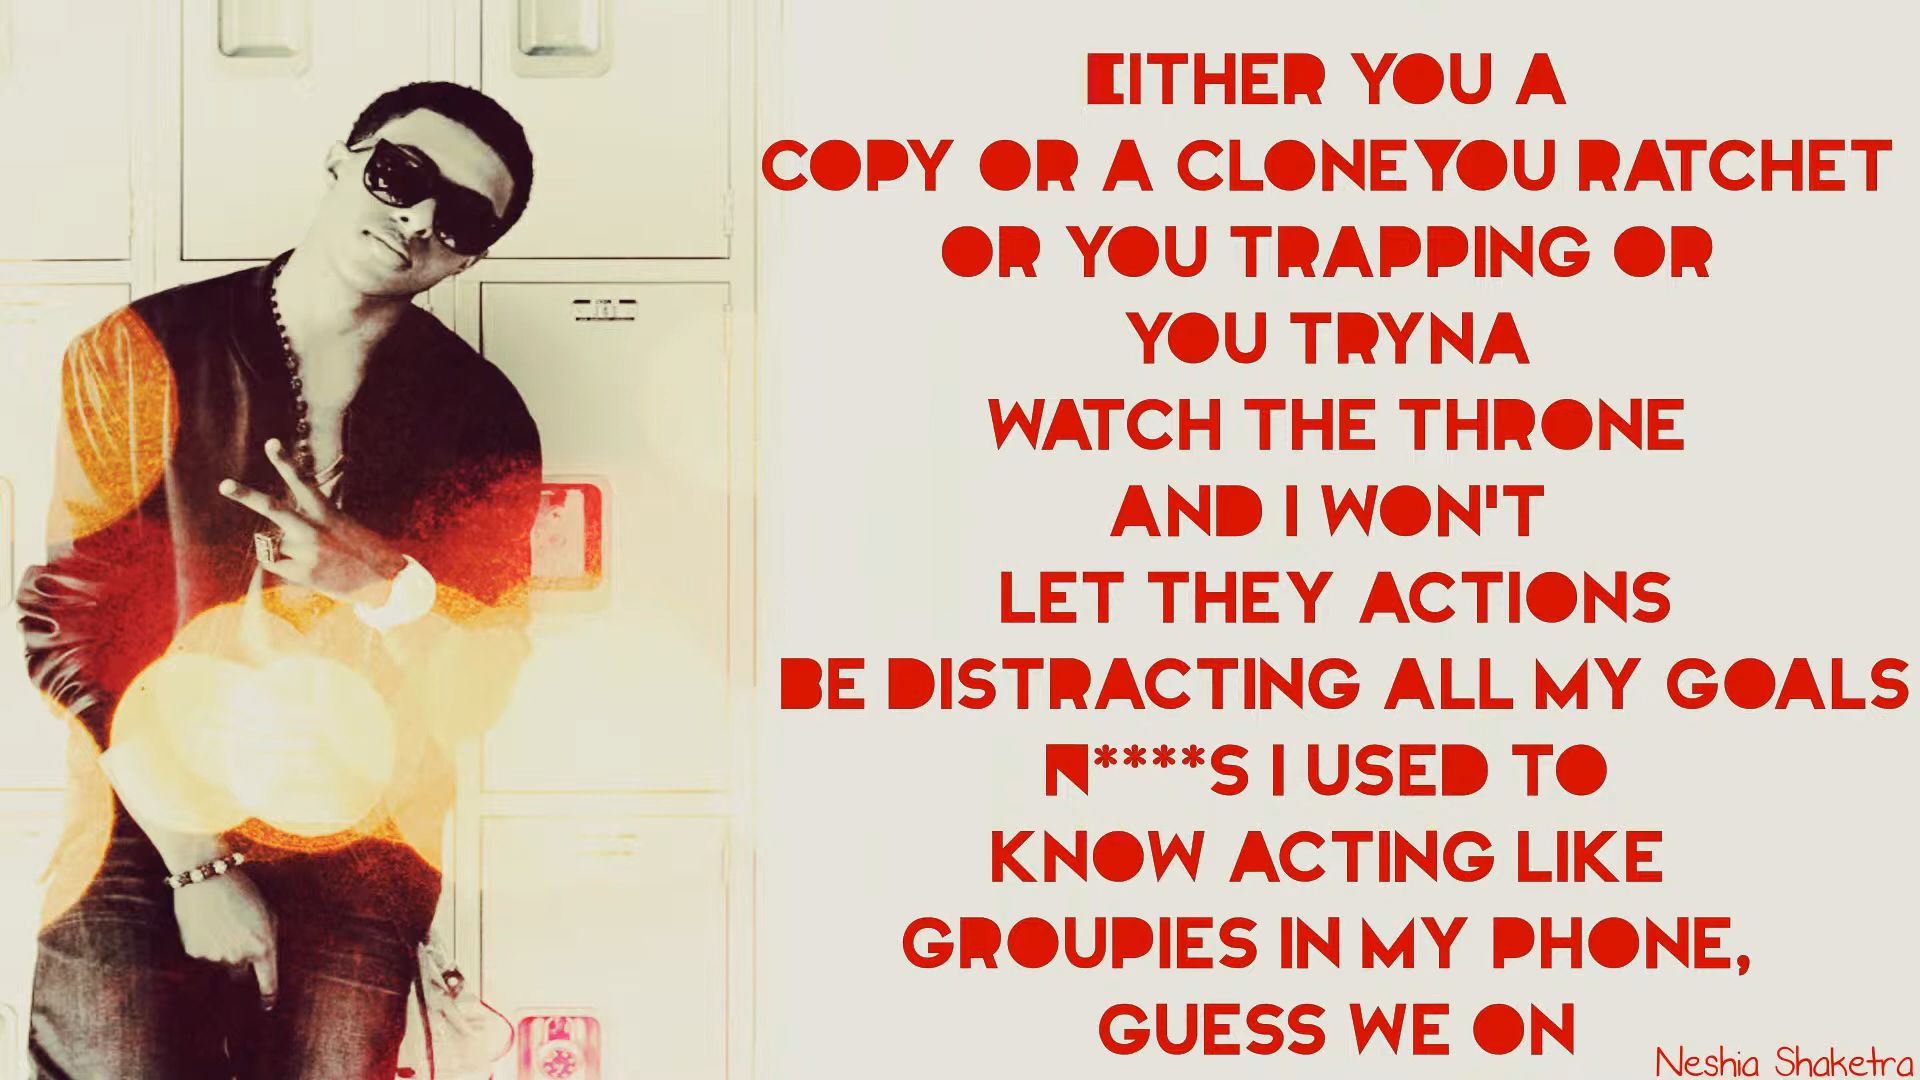 EITHER YOU A
COPY OR A CLONEYOU RATCHET
OR YOU TRAPPING OR
YOU TRYNA
WATCH THE THRONE
AND I WON'T
LET THEY ACTIONS
BE DISTRACTING ALL MY GOALS
N****S I USED TO
KNOW ACTING LIKE
GROUPIES IN MY PHONE,
GUESS WE ON
Neshia Shaketra